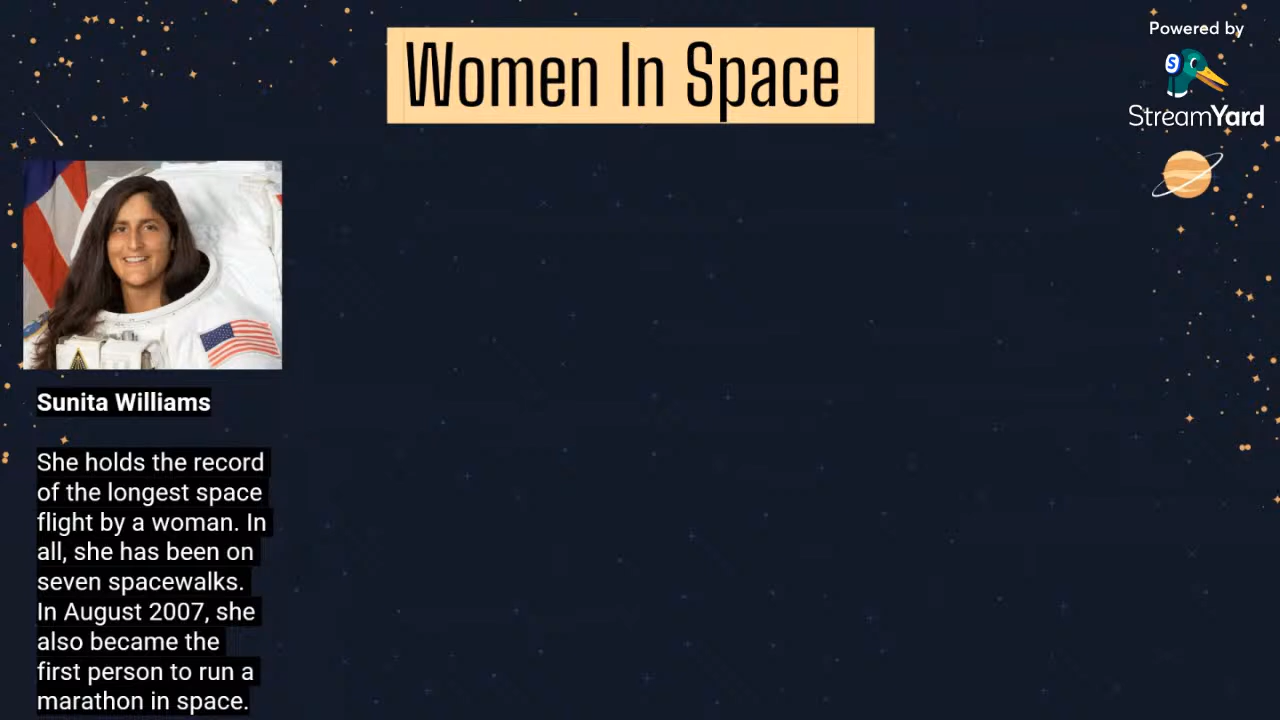 Women In Space
Powered by
S
StreamYard
Sunita Williams
She holds the record
of the longest space
flight by a woman. In
all, she has been on
seven spacewalks.
In August 2007, she
also became the
first person to run a
marathon in space.